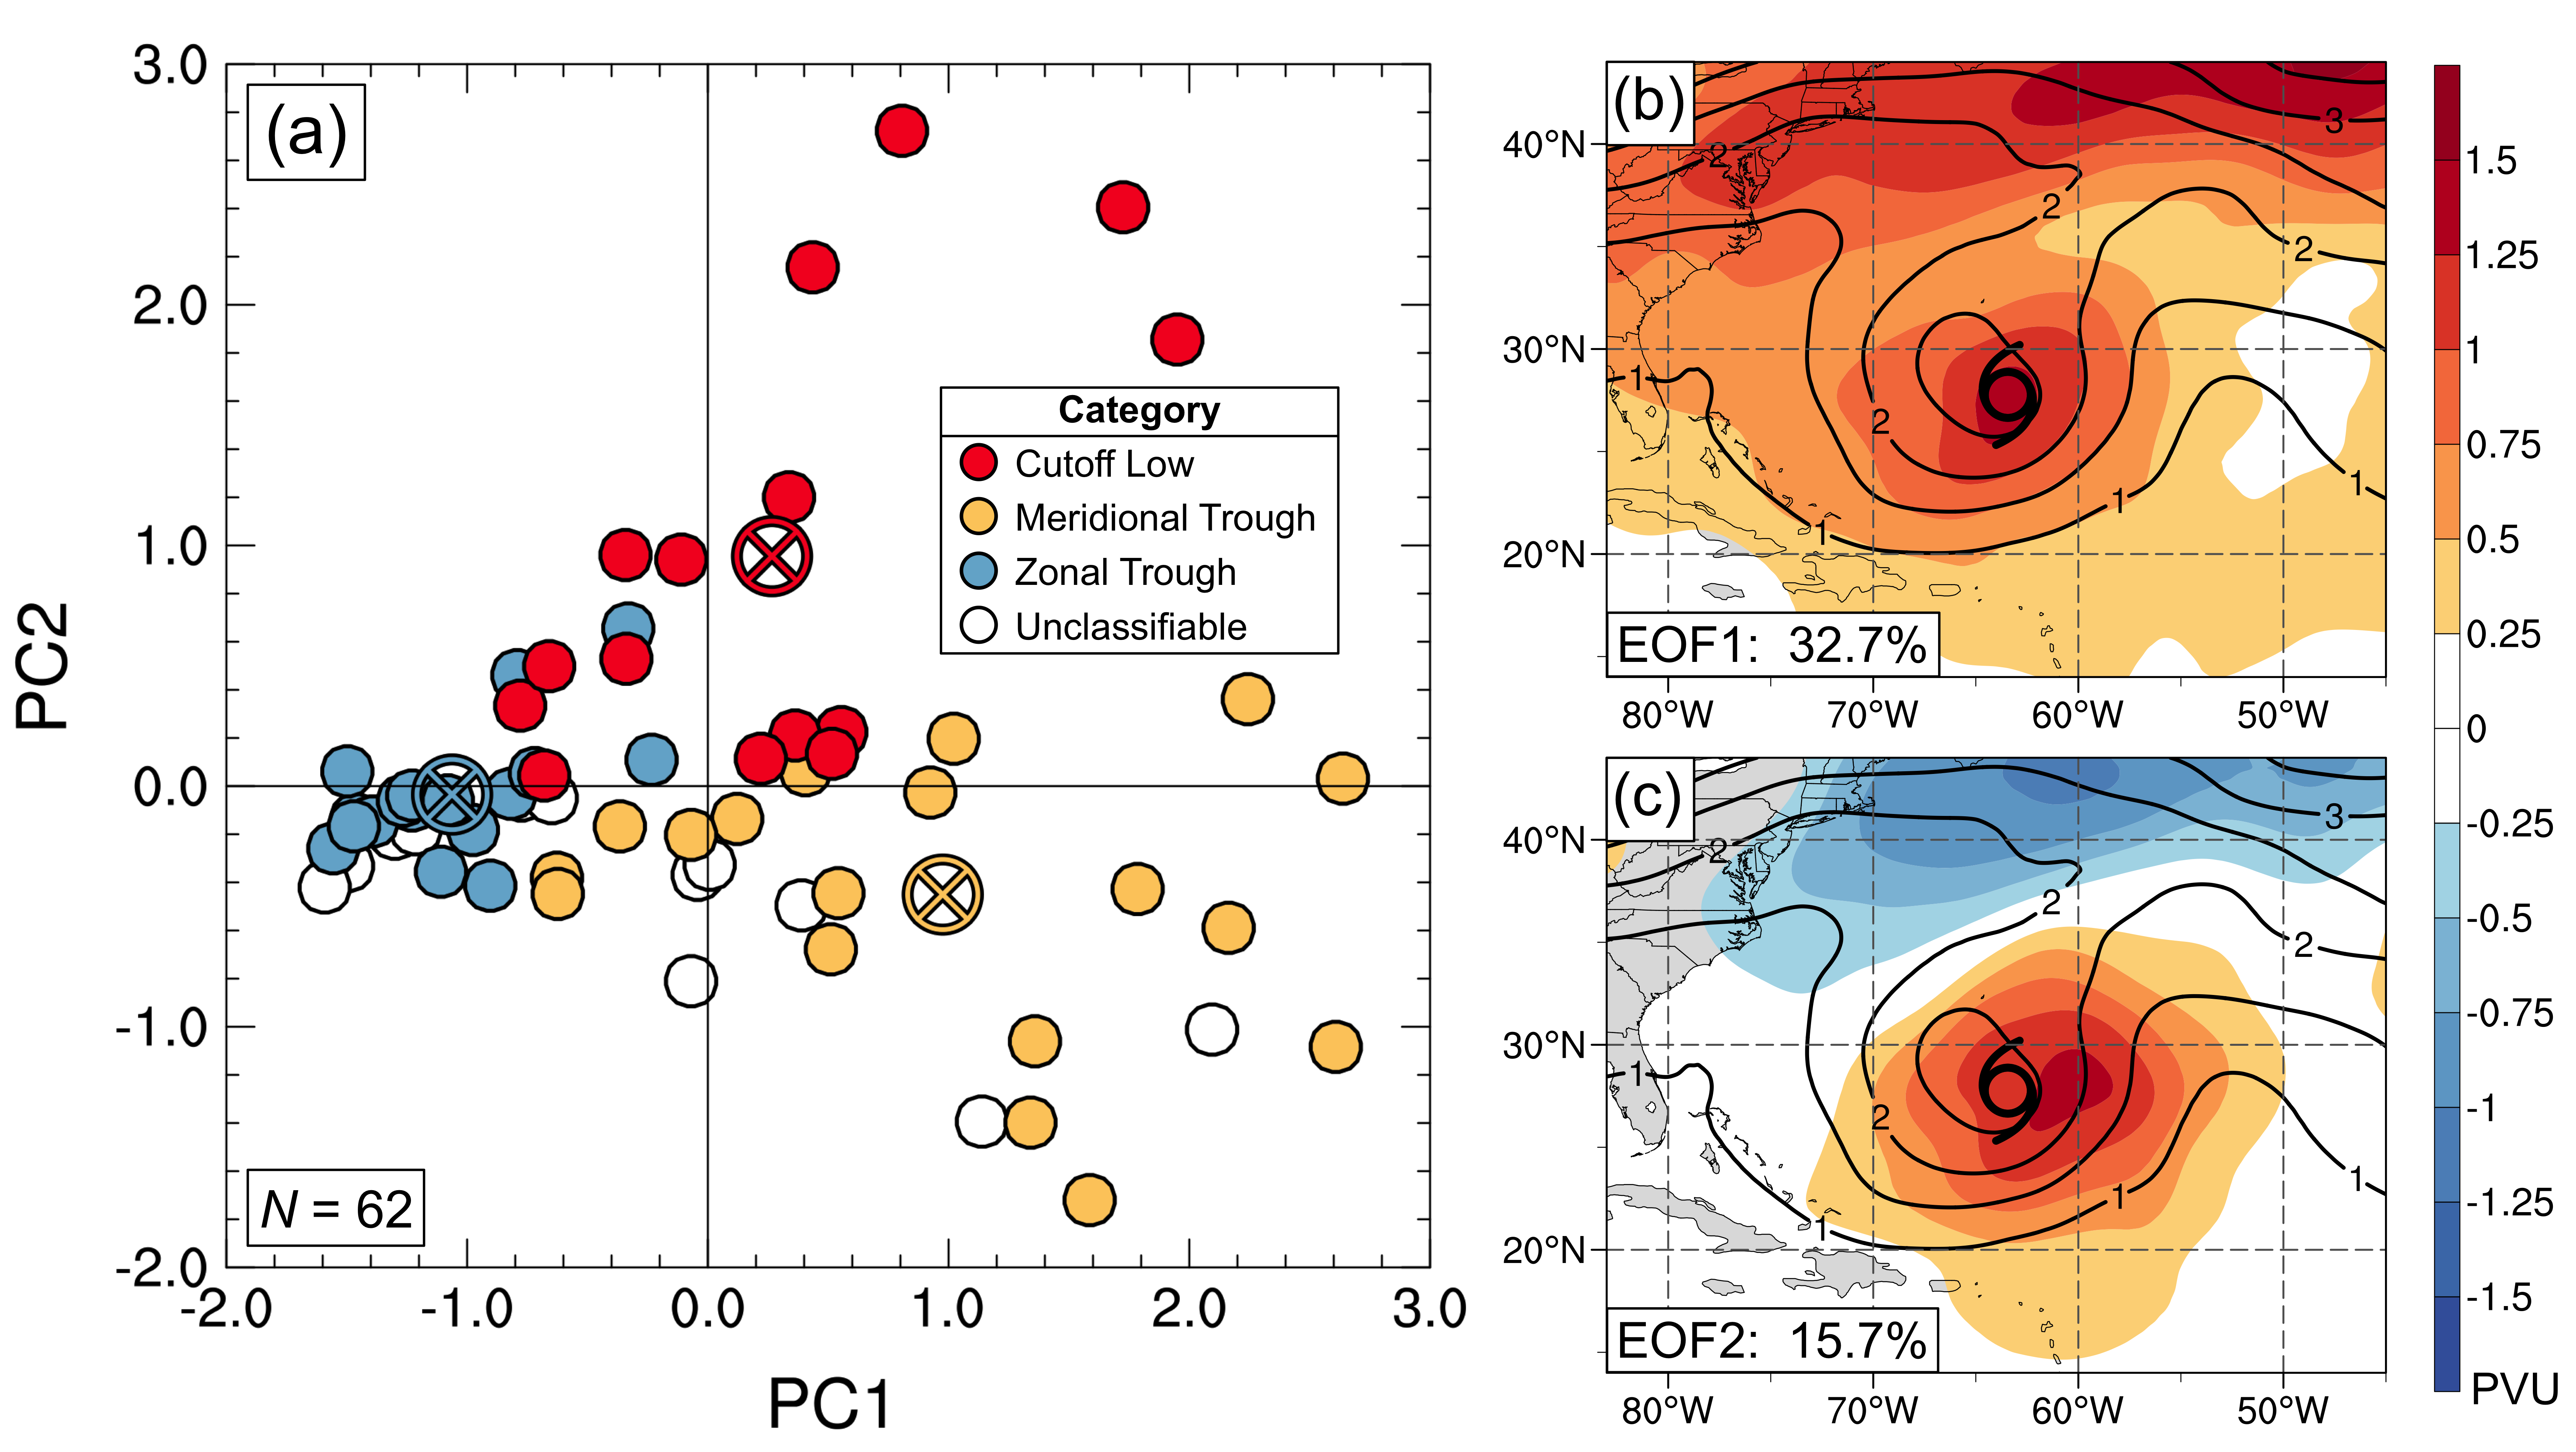 (a)
3.0
2.0
1.0
0.0
-1.0
-2.0
PC2
-2.0 -1.0 0.0 1.0 2.0 3.0
PC1
Category
Cutoff Low
Meridional Trough
Zonal Trough
Unclassifiable
N = 62
(b)
40°N
30°N
20°N
3
2
2
2
1
2
1
1
1
EOF1: 32.7%
80°W 70°W 60°W 50°W
(c)
40°N
30°N
20°N
3
2
2
2
1
2
1
1
1
EOF2: 15.7%
80°W 70°W 60°W 50°W
1.5
1.25
1
0.75
0.5
0.25
0
-0.25
-0.5
-0.75
-1
-1.25
-1.5
PVU